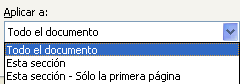 Aplicar a:
Todo el documento
Todo el documento
Esta sección
Esta sección - Sólo la primera página